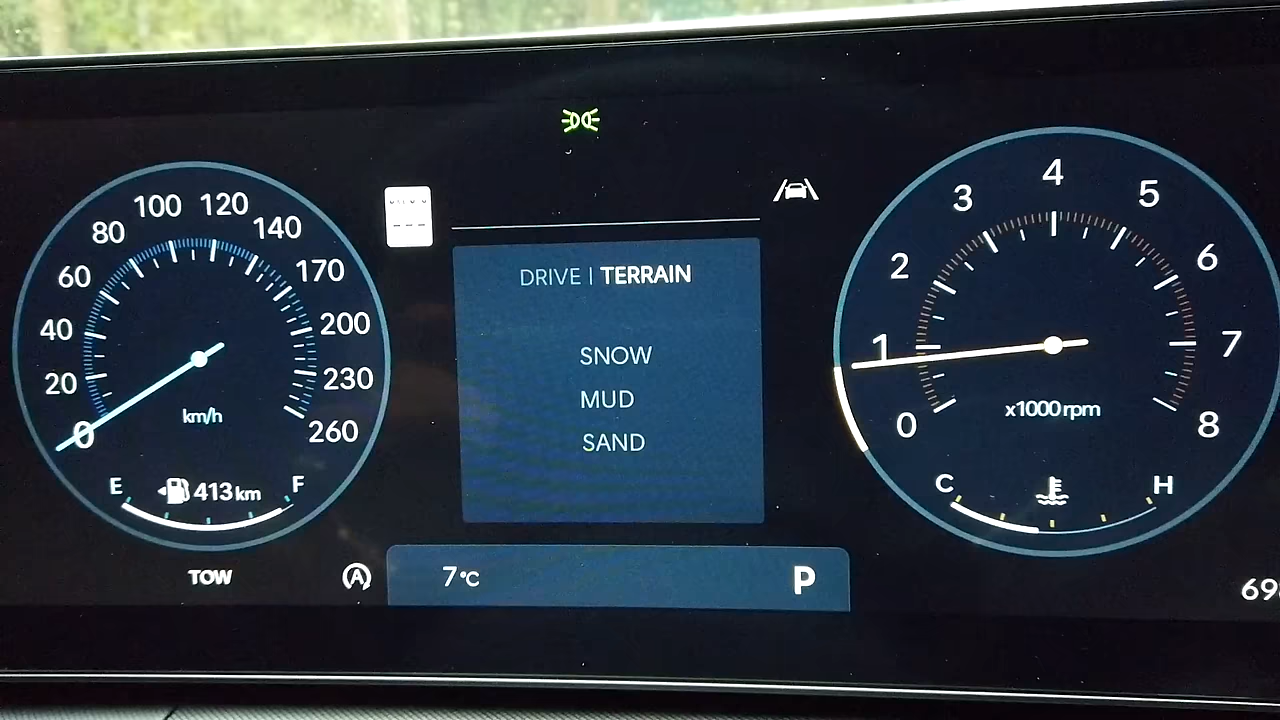 100 120
80 140
60 170
40 200
20 230
0 260
km/h
E 413 km F
TOW
A
DRIVE | TERRAIN
SNOW
MUD
SAND
7°C
P
4
3 5
2 6
1 7
0 8
x1000 rpm
C H